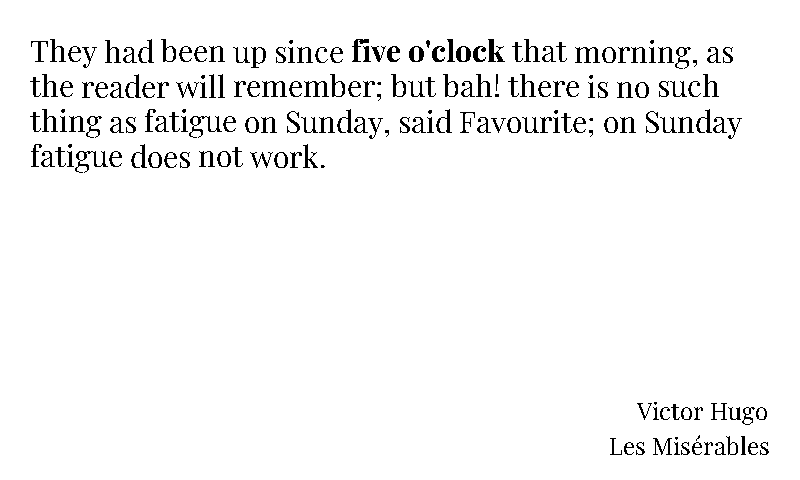 They had been up since five o'clock that morning, as
the reader will remember; but bah! there is no such
thing as fatigue on Sunday, said Favourite; on Sunday
fatigue does not work.
Victor Hugo
Les Misérables